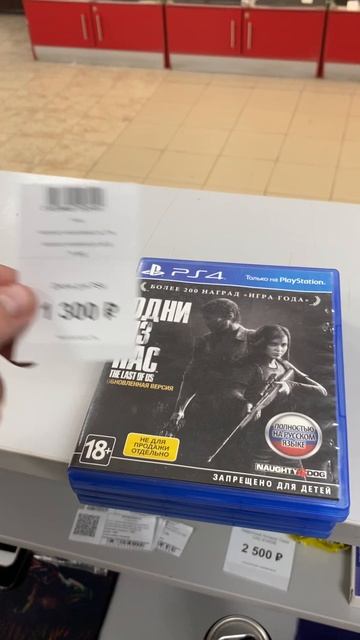 1 300 ₽
PS4
Только на PlayStation.
БОЛЕЕ 200 НАГРАД «ИГРА ГОДА»
ОДНИ
ИЗ
НАС
THE LAST OF US
ОБНОВЛЕННАЯ ВЕРСИЯ
ПОЛНОСТЬЮ
НА РУССКОМ
ЯЗЫКЕ
НЕ ДЛЯ
ПРОДАЖИ
ОТДЕЛЬНО
18+
NAUGHTY DOG
ЗАПРЕЩЕНО ДЛЯ ДЕТЕЙ
2 500 ₽